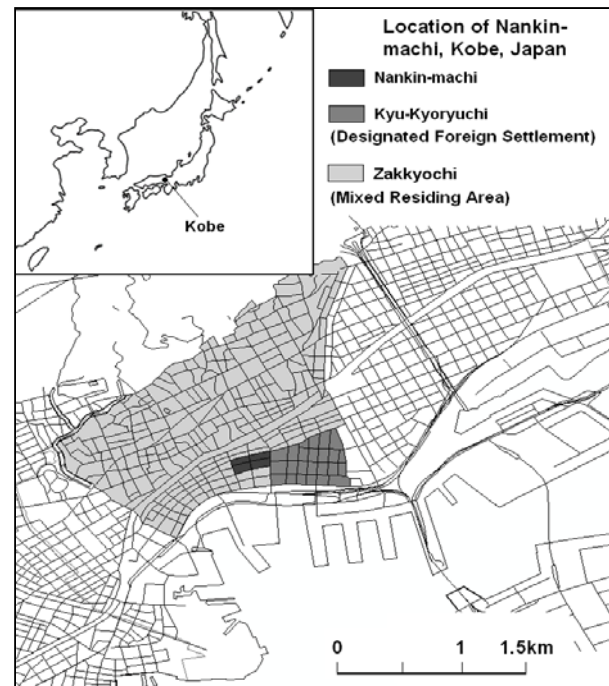 Location of Nankin-
machi, Kobe, Japan
Nankin-machi
Kyu-Kyoryuchi
(Designated Foreign Settlement)
Zakkyochi
(Mixed Residing Area)
Kobe
0 1 1.5km